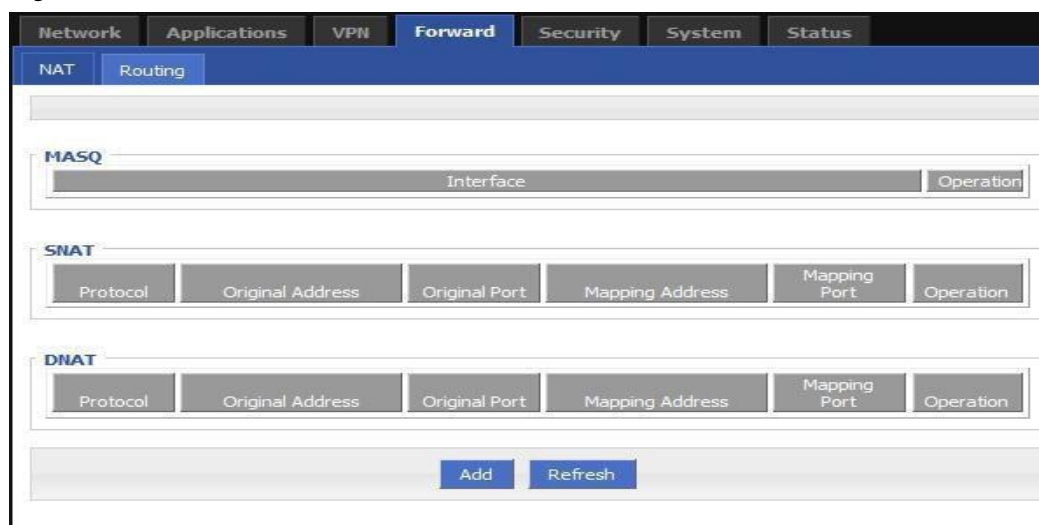 Network Applications VPN Forward Security System Status
NAT Routing
MASQ
Interface Operation
SNAT
Protocol Original Address Original Port Mapping Address Mapping Port Operation
DNAT
Protocol Original Address Original Port Mapping Address Mapping Port Operation
Add Refresh